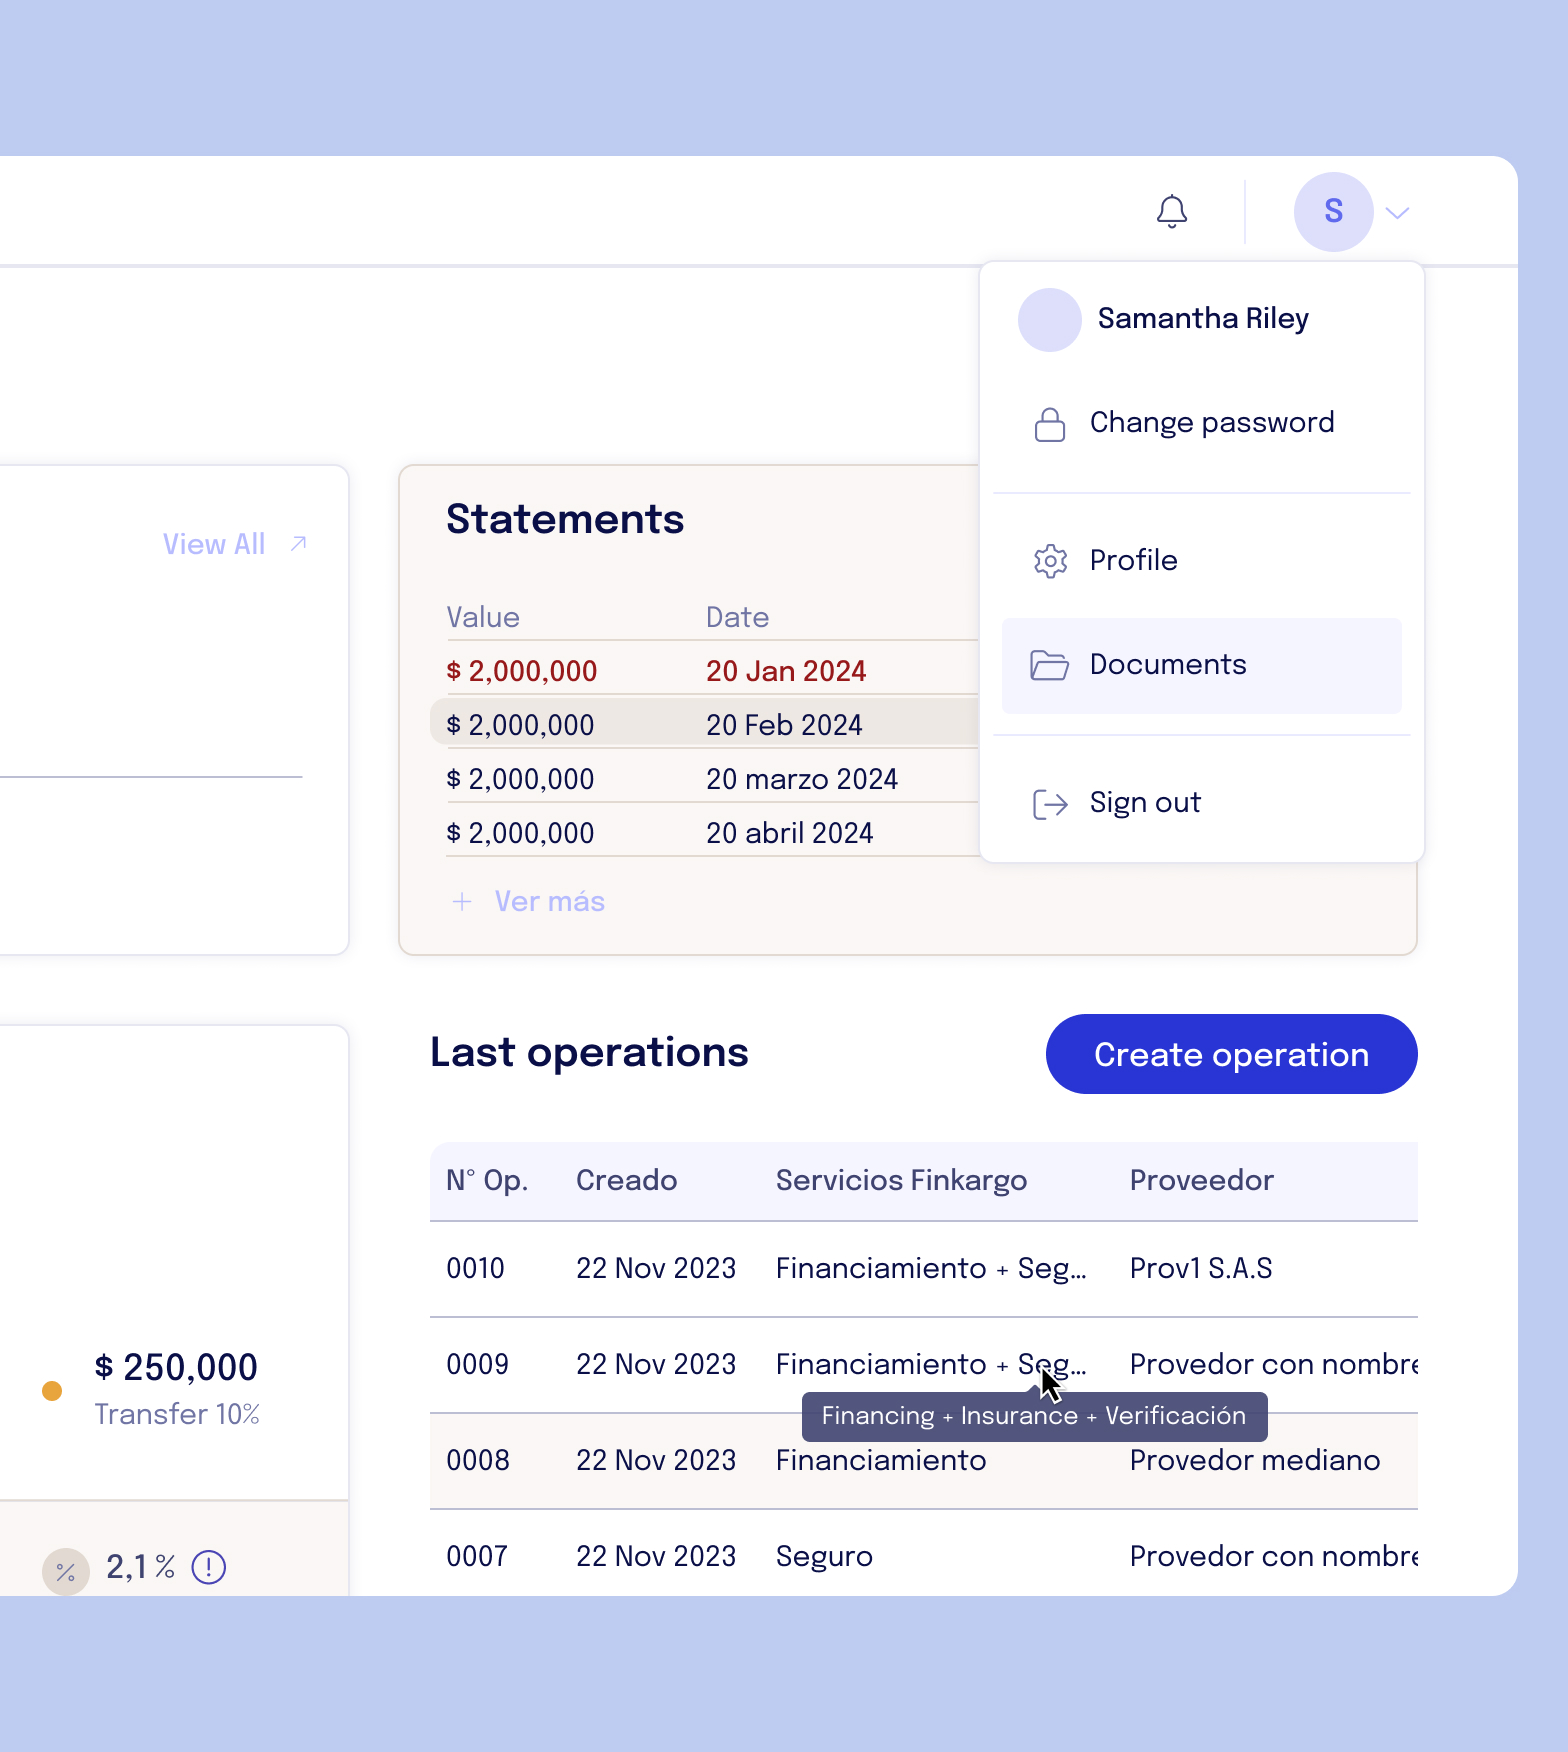 S
Samantha Riley
Change password
Profile
Documents
Sign out
View All
Statements
Value Date
$ 2,000,000 20 Jan 2024
$ 2,000,000 20 Feb 2024
$ 2,000,000 20 marzo 2024
$ 2,000,000 20 abril 2024
+ Ver más
Last operations
Create operation
N° Op. Creado Servicios Finkargo Proveedor
0010 22 Nov 2023 Financiamiento + Seg... Prov1 S.A.S
0009 22 Nov 2023 Financiamiento + Seg... Provedor con nombre
Financing + Insurance + Verificación
0008 22 Nov 2023 Financiamiento Provedor mediano
0007 22 Nov 2023 Seguro Provedor con nombre
$ 250,000
Transfer 10%
% 2,1 %